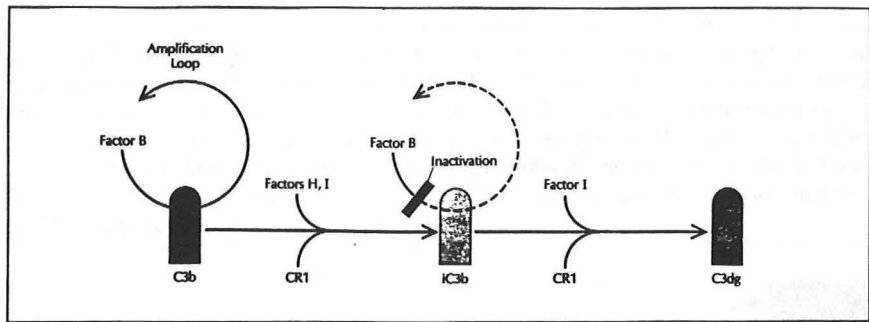 Amplification
Loop
Factor B
Factors H, I
CR1
C3b
Factor B
Inactivation
iC3b
Factor I
CR1
C3dg